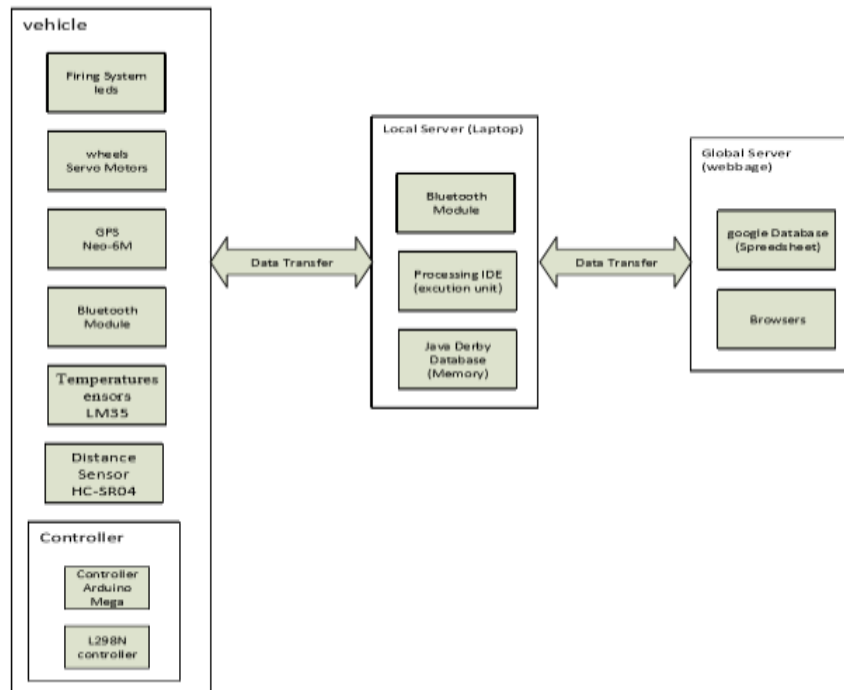 vehicle
Firing System
leds
wheels
Servo Motors
GPS
Neo-6M
Bluetooth
Module
Temperatures
ensors
LM35
Distance
Sensor
HC-SR04
Controller
Controller
Arduino
Mega
L298N
controller
Data Transfer
Local Server (Laptop)
Bluetooth
Module
Processing IDE
(excution unit)
Java Derby
Database
(Memory)
Data Transfer
Global Server
(webbage)
google Database
(Spreedsheet)
Browsers